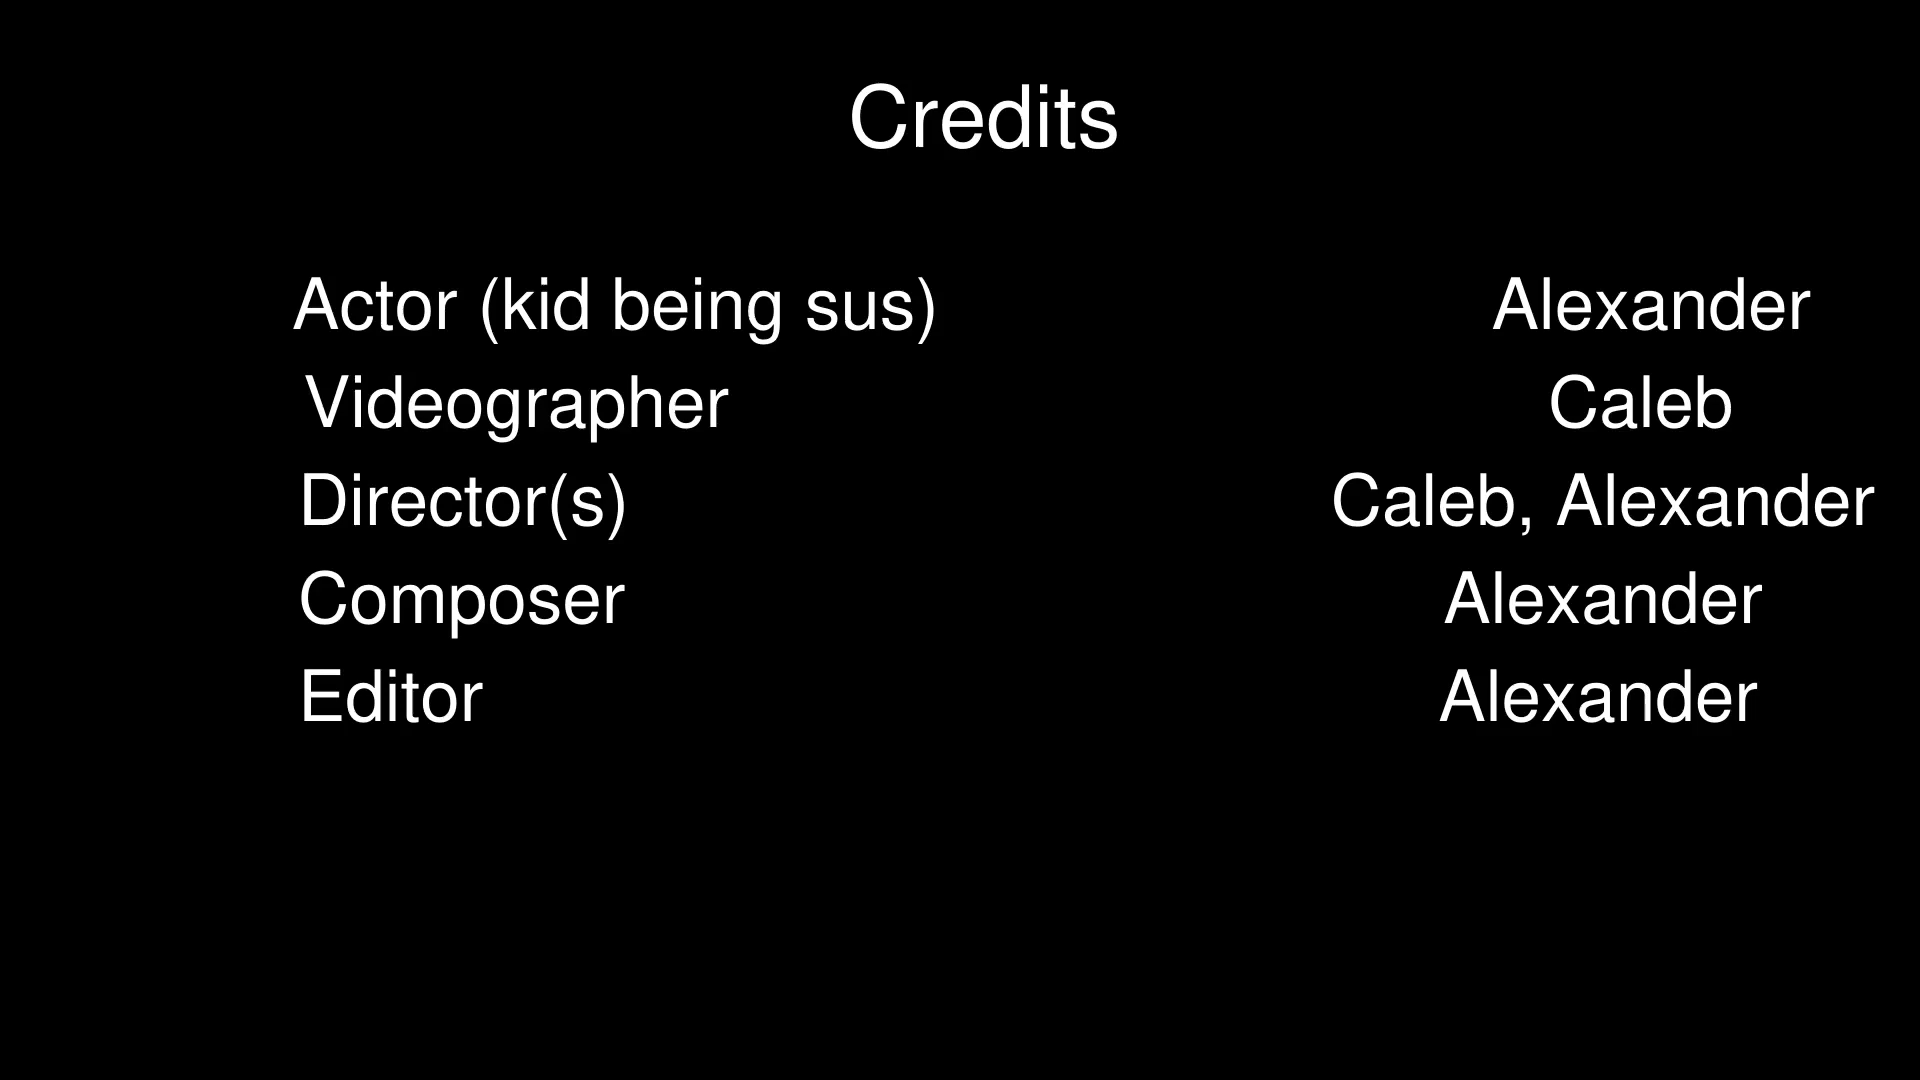 Credits
Actor (kid being sus) Alexander
Videographer Caleb
Director(s) Caleb, Alexander
Composer Alexander
Editor Alexander